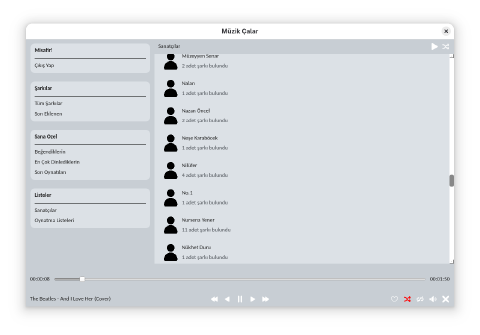 Müzik Çalar
Misafir!
Çıkış Yap
Şarkılar
Tüm Şarkılar
Son Eklenen
Sana Özel
Beğendiklerin
En Çok Dinlediklerin
Son Oynatılan
Listeler
Sanatçılar
Oynatma Listeleri
Sanatçılar
Müzeyyen Senar
2 adet şarkı bulundu
Nalan
1 adet şarkı bulundu
Nazan Öncel
2 adet şarkı bulundu
Neşe Karaböcek
1 adet şarkı bulundu
Nilüfer
4 adet şarkı bulundu
No.1
1 adet şarkı bulundu
Nurseni Yener
11 adet şarkı bulundu
Nükhet Duru
1 adet şarkı bulundu
00:00:08
00:01:50
The Beatles - And I Love Her (Cover)